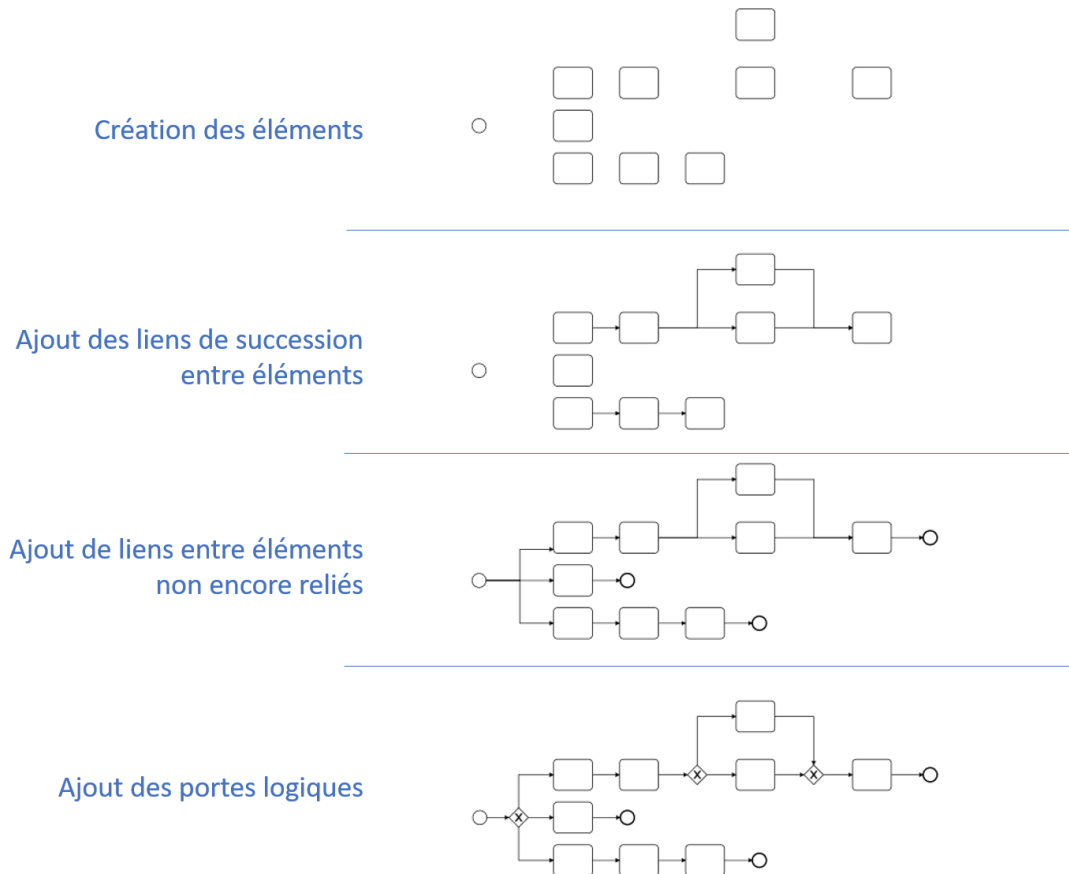 Création des éléments
Ajout des liens de succession
entre éléments
Ajout de liens entre éléments
non encore reliés
Ajout des portes logiques
X
X
X